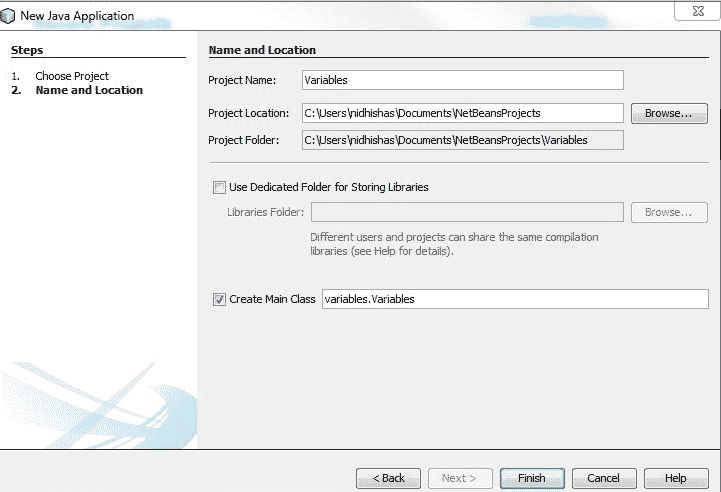 New Java Application
Steps
1. Choose Project
2. Name and Location
Name and Location
Project Name: Variables
Project Location: C:\Users\nidhishas\Documents\NetBeansProjects Browse...
Project Folder: C:\Users\nidhishas\Documents\NetBeansProjects\Variables
Use Dedicated Folder for Storing Libraries
Libraries Folder: Browse...
Different users and projects can share the same compilation
libraries (see Help for details).
Create Main Class variables.Variables
< Back Next > Finish Cancel Help